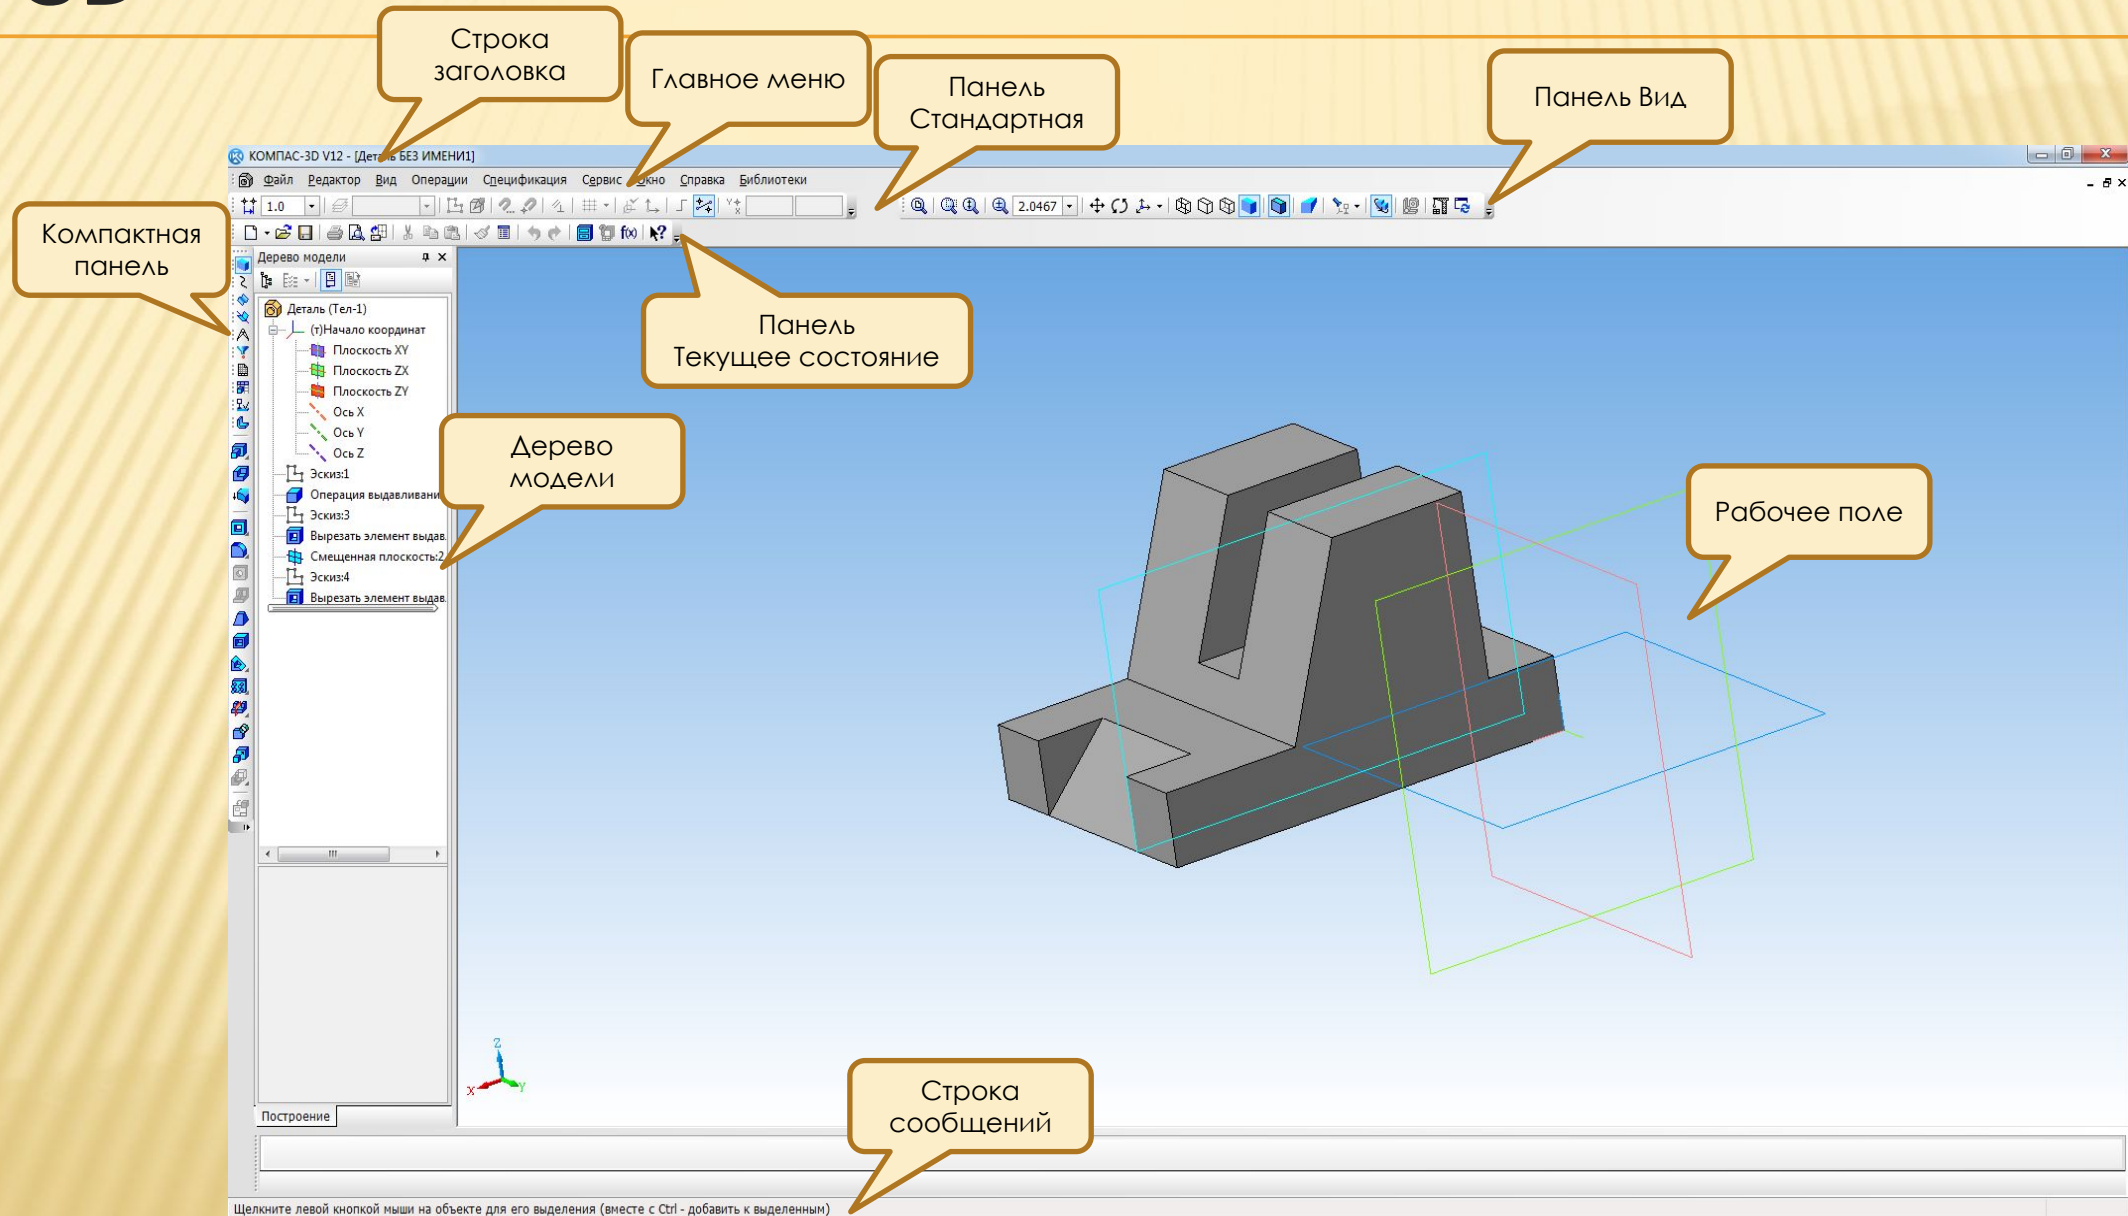 3D
Строка
заголовка
Главное меню
Панель
Стандартная
Панель Вид
КОМПАС-3D V12 - [Деталь БЕЗ ИМЕНИ1]
Файл Редактор Вид Операции Спецификация Сервис Окно Справка Библиотеки
1.0
2.0467
f(x)
Компактная
панель
Дерево модели
Деталь (Тел-1)
(т)Начало координат
Плоскость XY
Плоскость ZX
Плоскость ZY
Ось X
Ось Y
Ось Z
Эскиз:1
Операция выдавливани
Эскиз:3
Вырезать элемент выдав
Смещенная плоскость:2
Эскиз:4
Вырезать элемент выдав
Панель
Текущее состояние
Дерево
модели
Рабочее поле
Z
X
Y
Построение
Строка
сообщений
Щелкните левой кнопкой мыши на объекте для его выделения (вместе с Ctrl - добавить к выделенным)